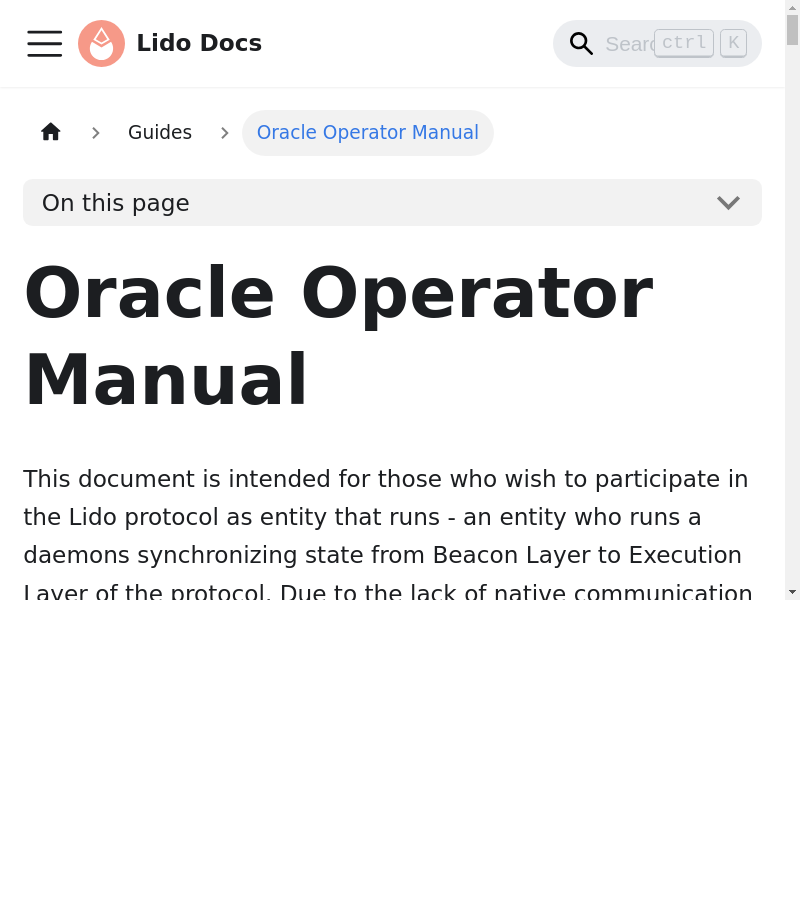 Lido Docs
Searc ctrl K
Guides
Oracle Operator Manual
On this page
Oracle Operator
Manual
This document is intended for those who wish to participate in
the Lido protocol as entity that runs - an entity who runs a
daemons synchronizing state from Beacon Layer to Execution
Layer of the protocol. Due to the lack of native communication